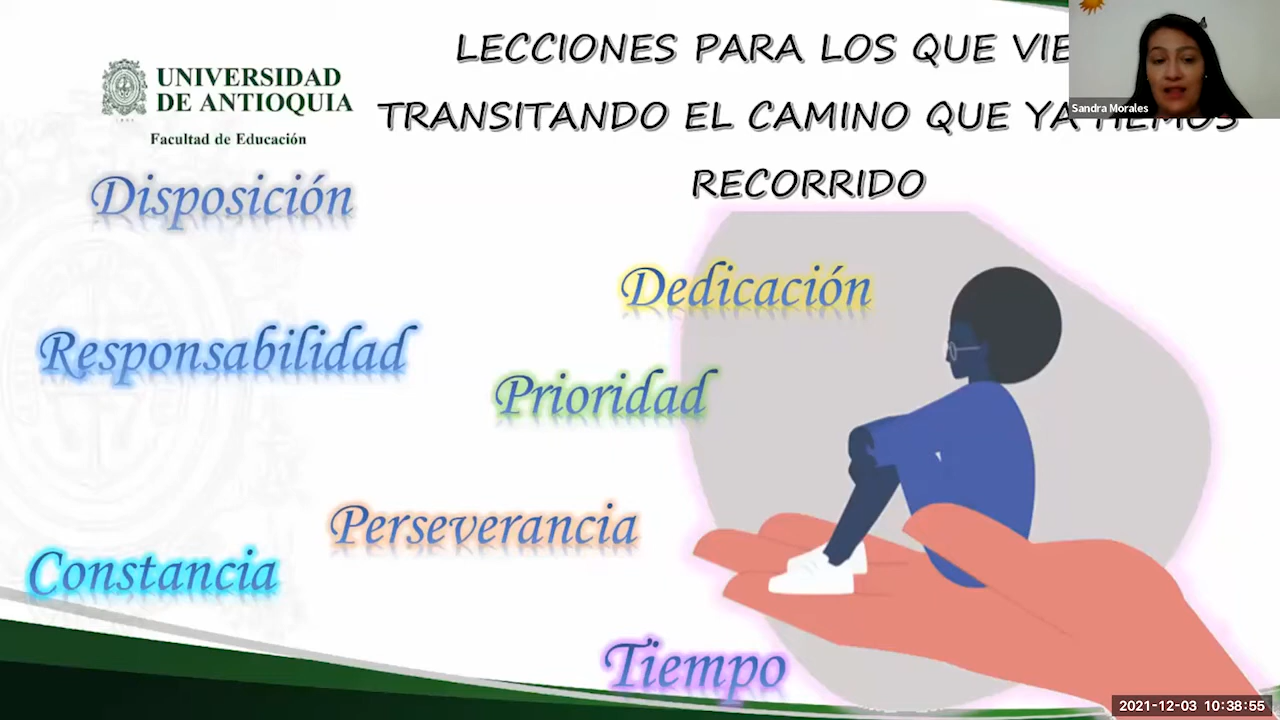 LECCIONES PARA LOS QUE
TRANSITANDO EL CAMINO QUE YA HEMOS
RECORRIDO
UNIVERSIDAD
DE ANTIOQUIA
Facultad de Educación
Sandra Morales
Disposición
Dedicación
Responsabilidad
Prioridad
Perseverancia
Constancia
Tiempo
2021-12-03 10:38:55